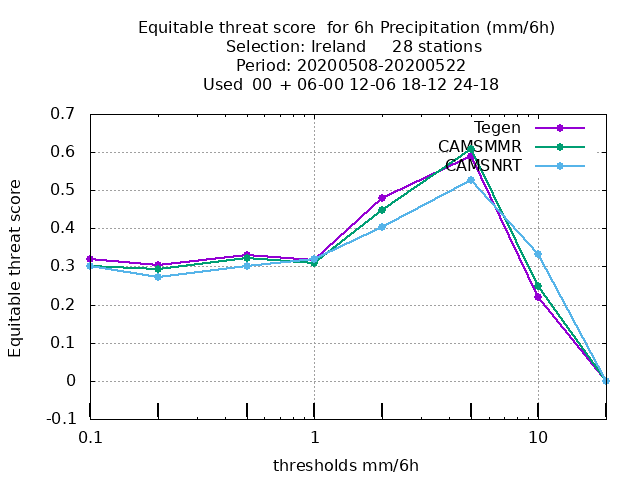 Equitable threat score  for 6h Precipitation (mm/6h)
Selection: Ireland     28 stations
Period: 20200508-20200522
Used  00  + 06-00 12-06 18-12 24-18
Tegen
CAMSMMR
CAMSNRT
Equitable threat score
0.7
0.6
0.5
0.4
0.3
0.2
0.1
0
-0.1
0.1
1
10
thresholds mm/6h